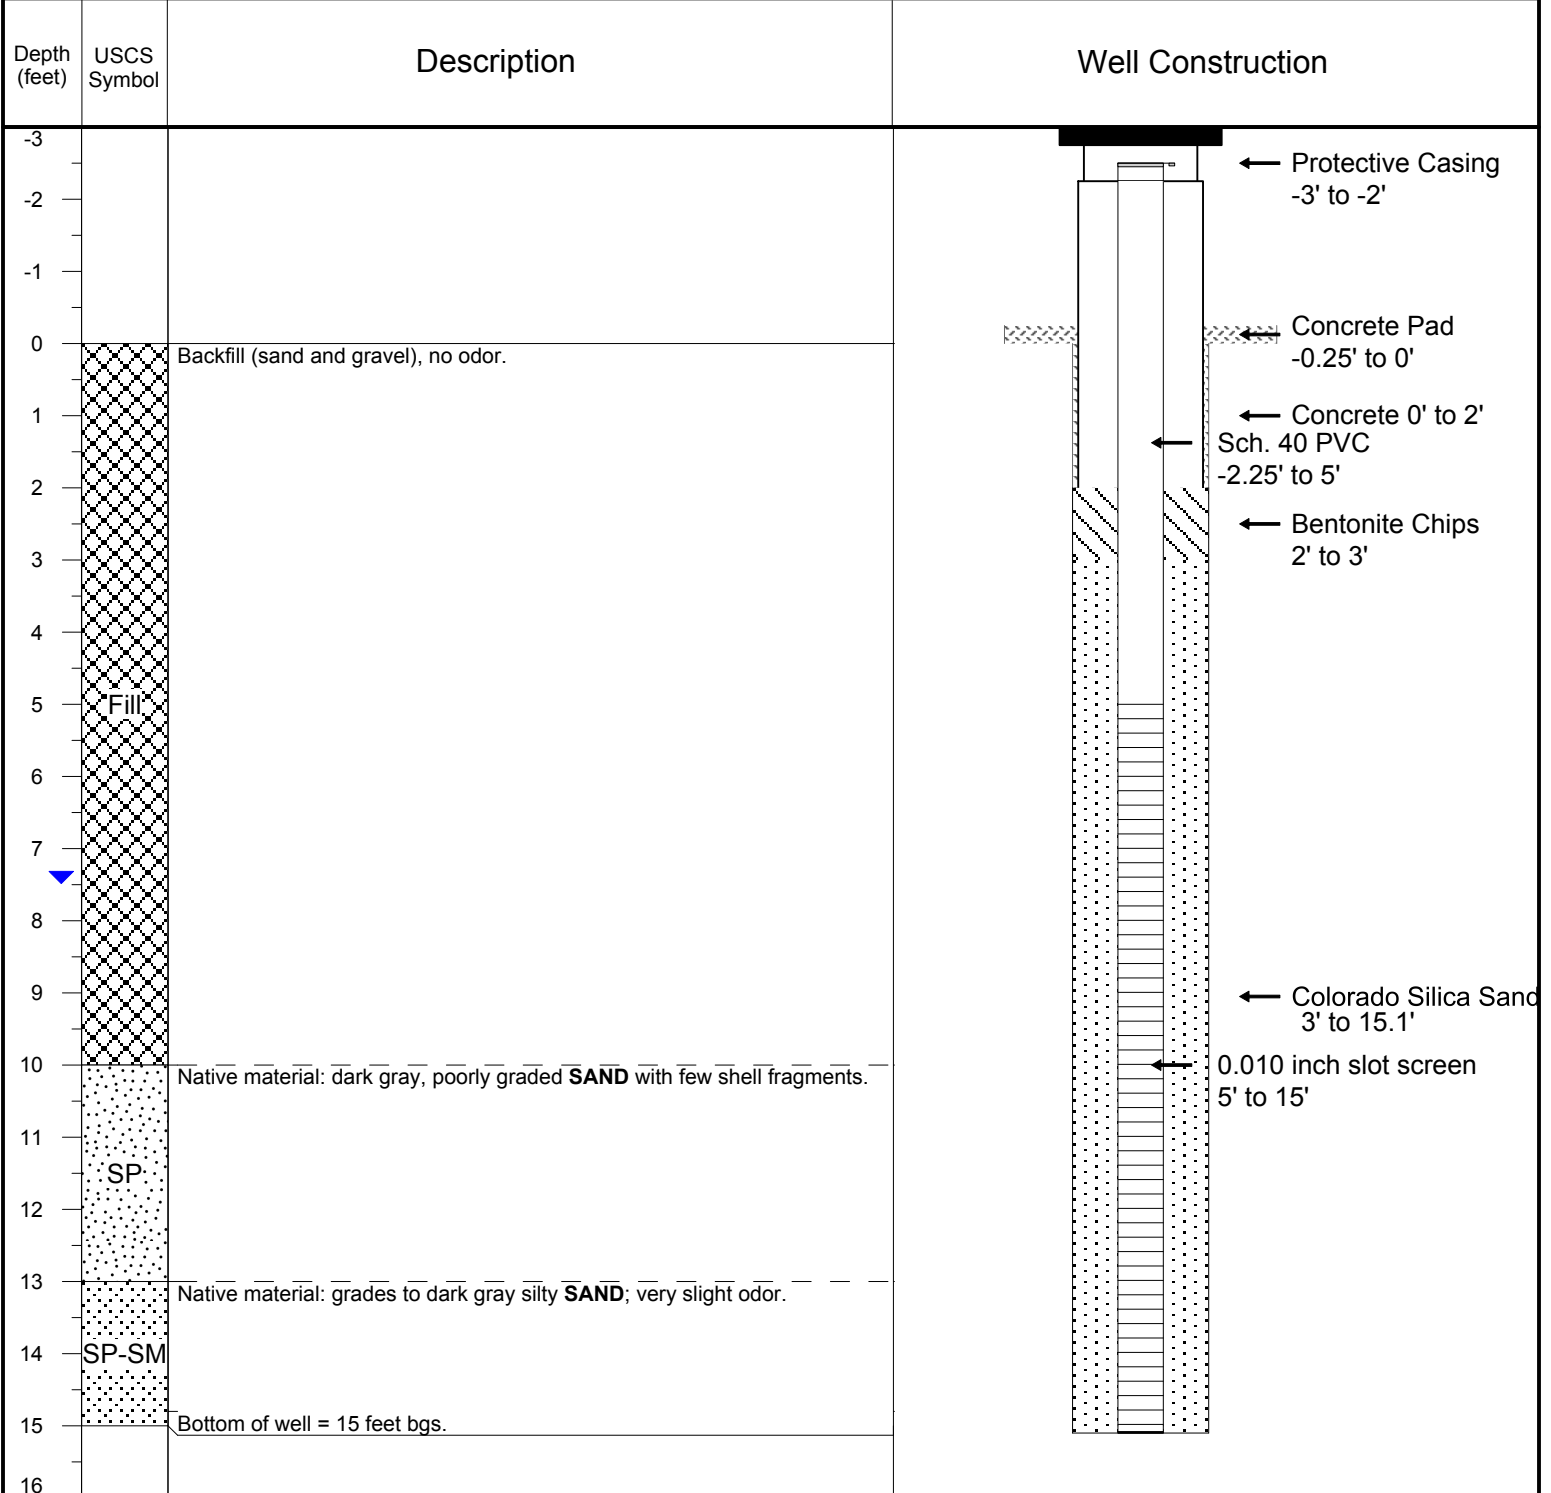 Depth
(feet)
USCS
Symbol
Description
Well Construction
-3
Protective Casing
-3' to -2'
-2
-1
Concrete Pad
-0.25' to 0'
0
Backfill (sand and gravel), no odor.
1
Concrete 0' to 2'
Sch. 40 PVC
-2.25' to 5'
2
Bentonite Chips
2' to 3'
3
4
5
Fill
6
7
8
9
Colorado Silica Sand
3' to 15.1'
10
Native material: dark gray, poorly graded SAND with few shell fragments.
0.010 inch slot screen
5' to 15'
11
SP
12
13
Native material: grades to dark gray silty SAND; very slight odor.
14
SP-SM
15
Bottom of well = 15 feet bgs.
16